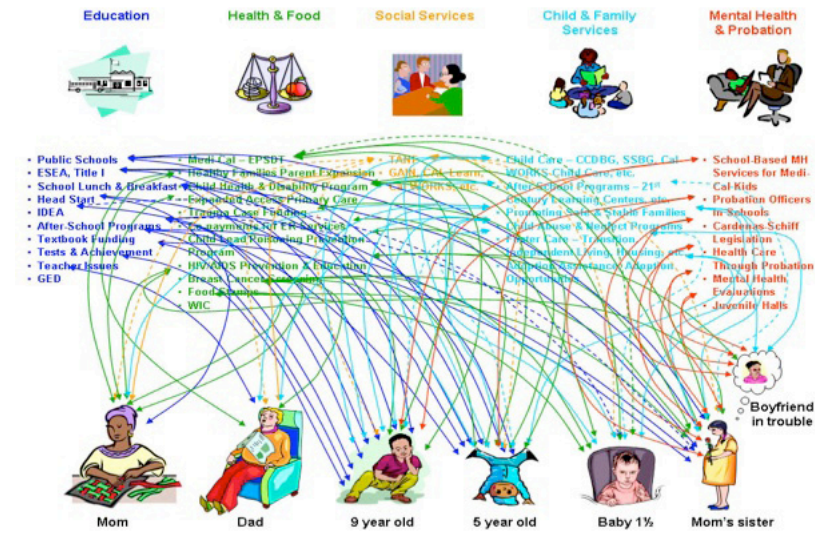 Education
Health & Food
Social Services
Child & Family
Services
Mental Health
& Probation
• Public Schools
• ESEA, Title I
• School Lunch & Breakfast
• Head Start
• IDEA
• After-School Programs
• Textbook Funding
• Tests & Achievement
• Teacher Issues
• GED
• Medi Cal – EPSDT
• Healthy Families Parent Expansion
• Child Health & Disability Program
• Expanded Access Primary Care
• Trauma Case Funding
• Co payments for ER Services
• Child Lead Poisoning Prevention
Program
• HIV/AIDS Prevention & Education
• Breast Cancer Screening
• Food Stamps
• WIC
• TANF
• GAIN, CAL Learn,
Cal WORKS, etc.
• Child Care – CCDBG, SSBG, Cal
WORKS Child Care, etc.
• After School Programs – 21st
Century Learning Centers, etc.
• Promoting Safe & Stable Families
• Child Abuse & Neglect Programs
• Foster Care – Transition,
Independent Living, Housing, etc.
• Adoption Assistance, Adoption
Opportunities
• School-Based MH
Services for Medi-
Cal Kids
• Probation Officers
in Schools
• Cardenas-Schiff
Legislation
• Health Care
Through Probation
• Mental Health
Evaluations
• Juvenile Halls
Boyfriend
in trouble
Mom
Dad
9 year old
5 year old
Baby 1½
Mom's sister